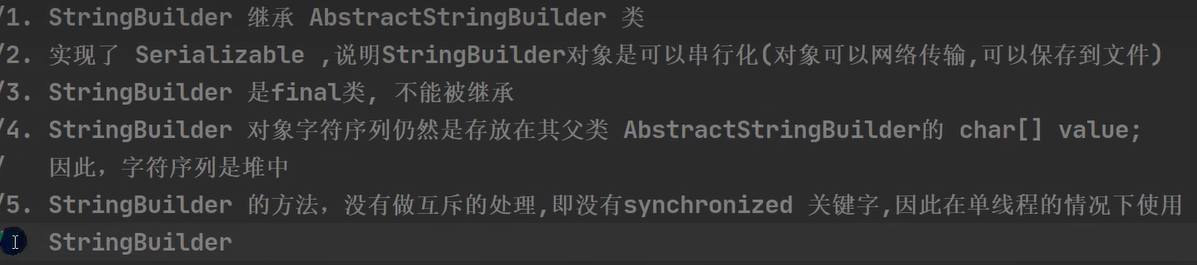 /1. StringBuilder 继承 AbstractStringBuilder 类
/2. 实现了 Serializable ,说明StringBuilder对象是可以串行化(对象可以网络传输,可以保存到文件)
/3. StringBuilder 是final类, 不能被继承
/4. StringBuilder 对象字符序列仍然是存放在其父类 AbstractStringBuilder的 char[] value;
/ 因此, 字符序列是堆中
/5. StringBuilder 的方法, 没有做互斥的处理,即没有synchronized 关键字,因此在单线程的情况下使用
StringBuilder